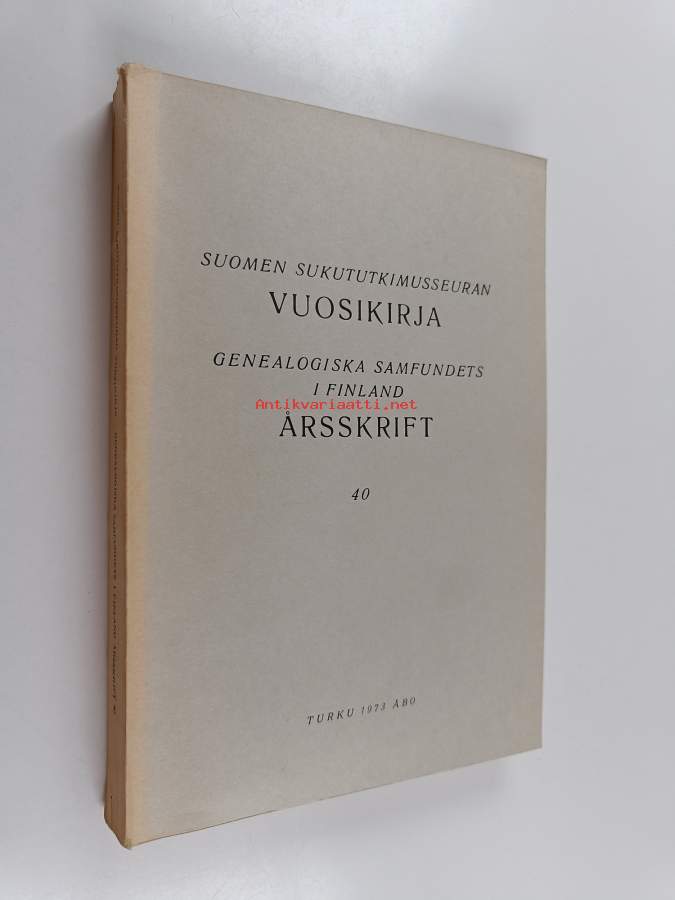 SUOMEN SUKUTUTKIMUSSEURAN
VUOSIKIRJA
GENEALOGISKA SAMFUNDETS
I FINLAND
Antikvariaatti.net
ÅRSSKRIFT
40
TURKU 1973 ÅBO